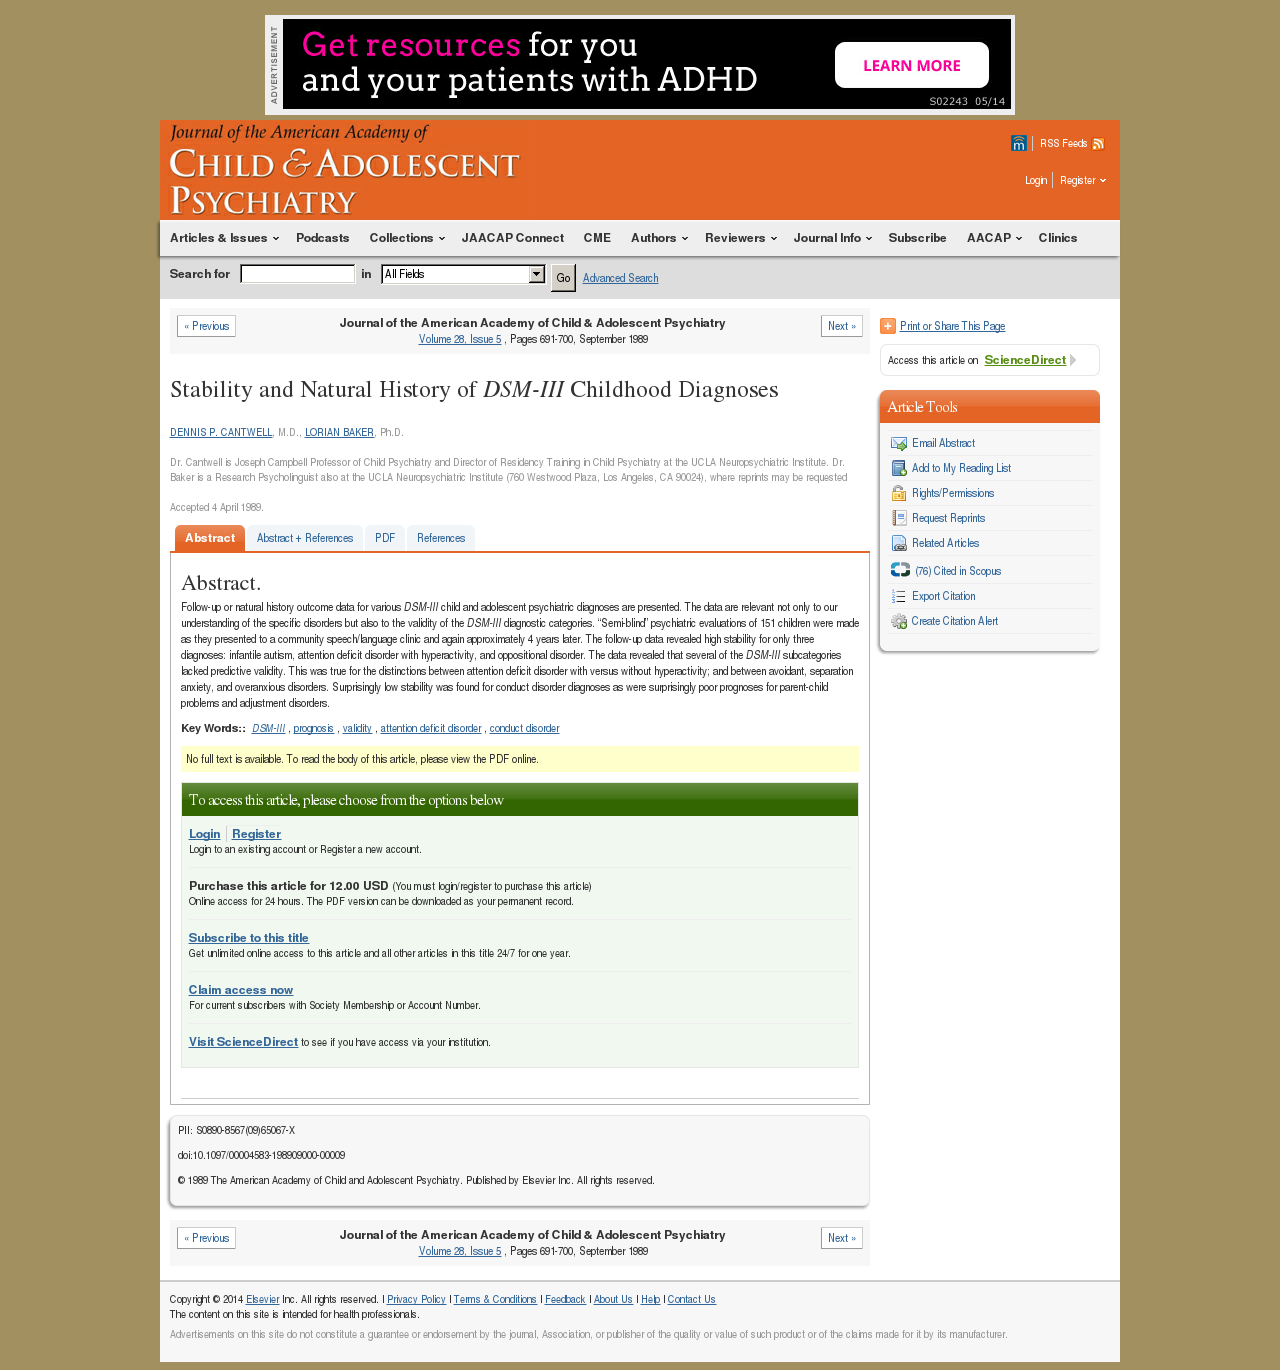 ADVERTISEMENT
Get resources for you
and your patients with ADHD
LEARN MORE
S02243 05/14
Journal of the American Academy of
CHILD & ADOLESCENT
PSYCHIATRY
RSS Feeds
Login Register
Articles & Issues Podcasts Collections JAACAP Connect CME Authors Reviewers Journal Info Subscribe AACAP Clinics
Search for in All Fields Go Advanced Search
« Previous
Journal of the American Academy of Child & Adolescent Psychiatry
Volume 28, Issue 5 , Pages 691-700, September 1989
Next »
Print or Share This Page
Access this article on ScienceDirect
Stability and Natural History of DSM-III Childhood Diagnoses
DENNIS P. CANTWELL, M.D., LORIAN BAKER, Ph.D.
Dr. Cantwell is Joseph Campbell Professor of Child Psychiatry and Director of Residency Training in Child Psychiatry at the UCLA Neuropsychiatric Institute. Dr.
Baker is a Research Psycholinguist also at the UCLA Neuropsychiatric Institute (760 Westwood Plaza, Los Angeles, CA 90024), where reprints may be requested
Accepted 4 April 1989.
Article Tools
Email Abstract
Add to My Reading List
Rights/Permissions
Request Reprints
Related Articles
(76) Cited in Scopus
Export Citation
Create Citation Alert
Abstract Abstract + References PDF References
Abstract.
Follow-up or natural history outcome data for various DSM-III child and adolescent psychiatric diagnoses are presented. The data are relevant not only to our
understanding of the specific disorders but also to the validity of the DSM-III diagnostic categories. “Semi-blind” psychiatric evaluations of 151 children were made
as they presented to a community speech/language clinic and again approximately 4 years later. The follow-up data revealed high stability for only three
diagnoses: infantile autism, attention deficit disorder with hyperactivity, and oppositional disorder. The data revealed that several of the DSM-III subcategories
lacked predictive validity. This was true for the distinctions between attention deficit disorder with versus without hyperactivity; and between avoidant, separation
anxiety, and overanxious disorders. Surprisingly low stability was found for conduct disorder diagnoses as were surprisingly poor prognoses for parent-child
problems and adjustment disorders.
Key Words:: DSM-III , prognosis , validity , attention deficit disorder , conduct disorder
No full text is available. To read the body of this article, please view the PDF online.
To access this article, please choose from the options below
Login Register
Login to an existing account or Register a new account.
Purchase this article for 12.00 USD (You must login/register to purchase this article)
Online access for 24 hours. The PDF version can be downloaded as your permanent record.
Subscribe to this title
Get unlimited online access to this article and all other articles in this title 24/7 for one year.
Claim access now
For current subscribers with Society Membership or Account Number.
Visit ScienceDirect to see if you have access via your institution.
PII: S0890-8567(09)65067-X
doi:10.1097/00004583-198909000-00009
© 1989 The American Academy of Child and Adolescent Psychiatry. Published by Elsevier Inc. All rights reserved.
« Previous
Journal of the American Academy of Child & Adolescent Psychiatry
Volume 28, Issue 5 , Pages 691-700, September 1989
Next »
Copyright © 2014 Elsevier Inc. All rights reserved. | Privacy Policy | Terms & Conditions | Feedback | About Us | Help | Contact Us
The content on this site is intended for health professionals.
Advertisements on this site do not constitute a guarantee or endorsement by the journal, Association, or publisher of the quality or value of such product or of the claims made for it by its manufacturer.